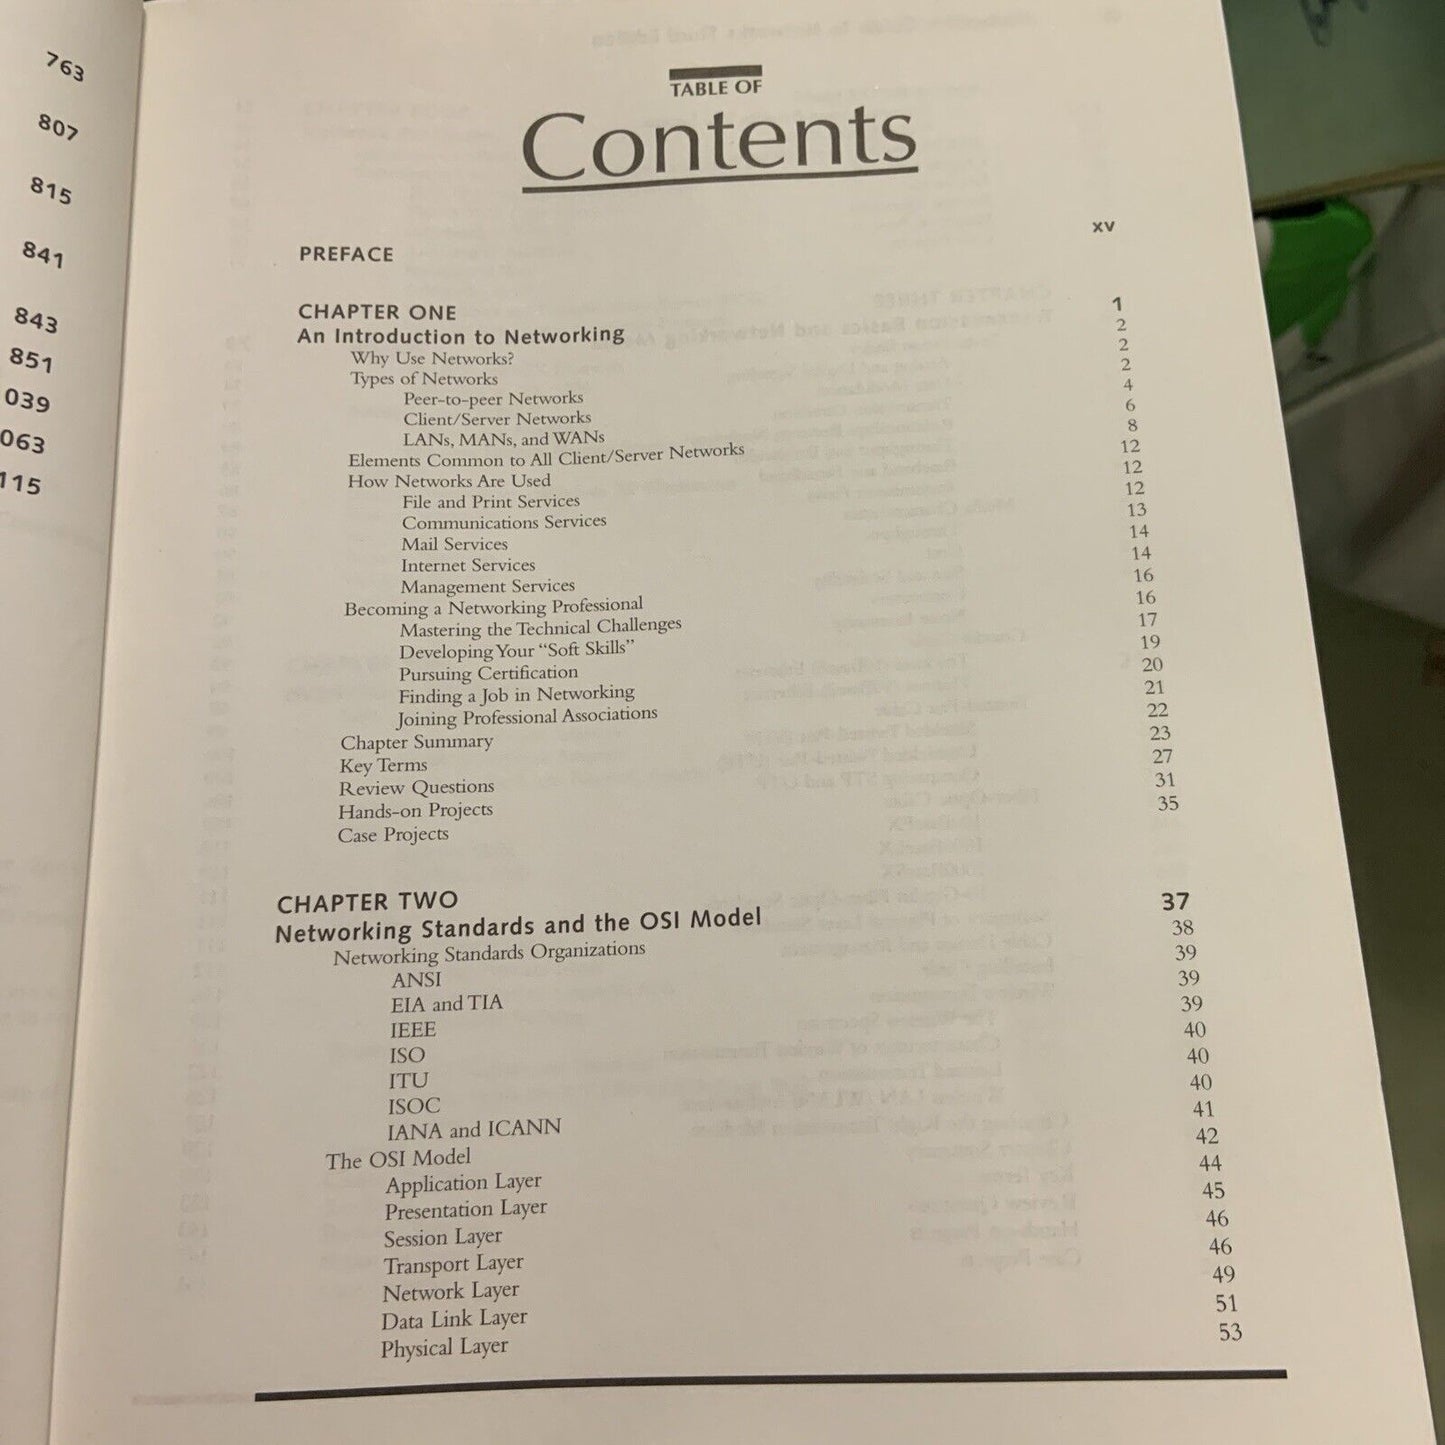 763
807
815
841
843
851
039
063
115
TABLE OF
Contents
PREFACE xv
CHAPTER ONE
An Introduction to Networking 1
Why Use Networks? 2
Types of Networks 2
Peer-to-peer Networks 2
Client/Server Networks 4
LANs, MANs, and WANs 6
Elements Common to All Client/Server Networks 8
How Networks Are Used 12
File and Print Services 12
Communications Services 12
Mail Services 13
Internet Services 14
Management Services 14
Becoming a Networking Professional 16
Mastering the Technical Challenges 16
Developing Your “Soft Skills” 17
Pursuing Certification 19
Finding a Job in Networking 20
Joining Professional Associations 21
Chapter Summary 22
Key Terms 23
Review Questions 27
Hands-on Projects 31
Case Projects 35
CHAPTER TWO
Networking Standards and the OSI Model 37
Networking Standards Organizations 38
ANSI 39
EIA and TIA 39
IEEE 39
ISO 40
ITU 40
ISOC 40
IANA and ICANN 41
The OSI Model 42
Application Layer 44
Presentation Layer 45
Session Layer 46
Transport Layer 46
Network Layer 49
Data Link Layer 51
Physical Layer 53